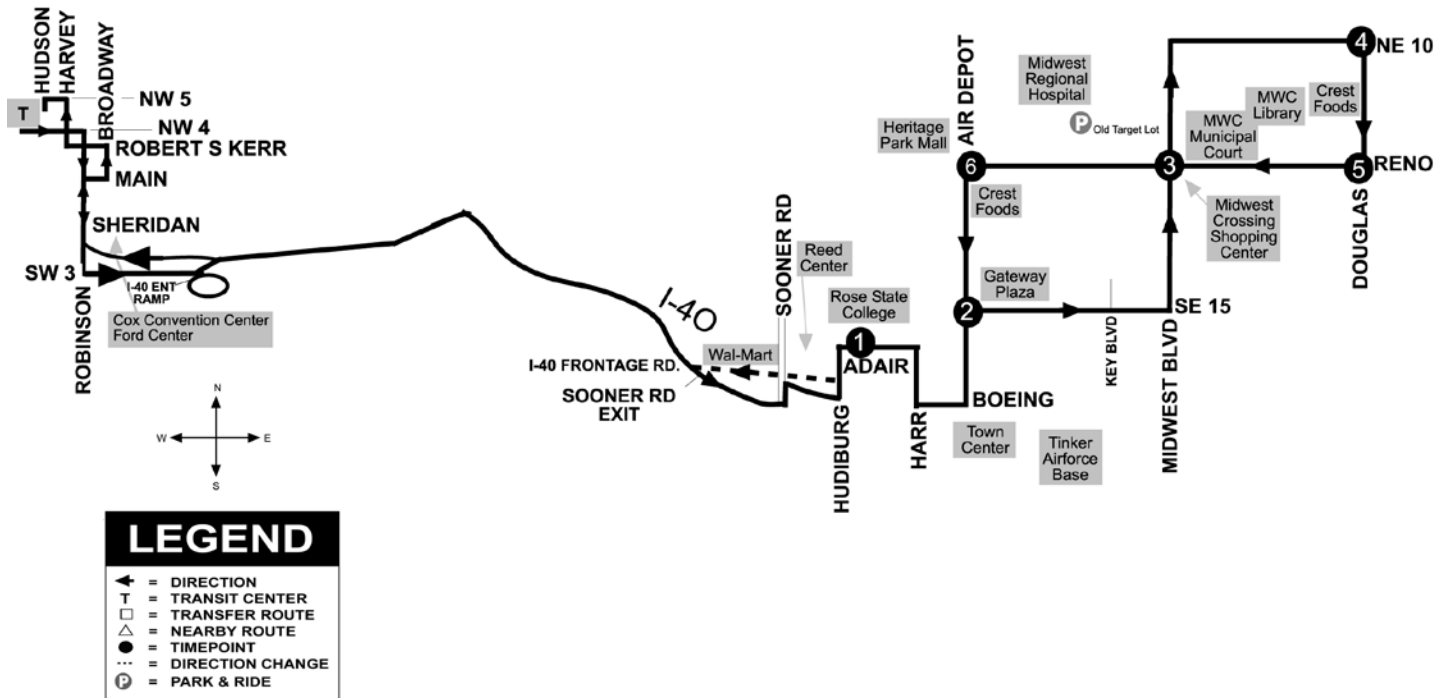 HUDSON
HARVEY
BROADWAY
NW 5
T
NW 4
ROBERT S KERR
MAIN
SHERIDAN
SW 3
I-40 ENT
RAMP
ROBINSON
Cox Convention Center
Ford Center
N
W
E
S
I-40
I-40 FRONTAGE RD.
SOONER RD
EXIT
Wal-Mart
SOONER RD
Reed
Center
Rose State
College
1
ADAIR
HUDIBURG
HARR
BOEING
Town
Center
Tinker
Airforce
Base
AIR DEPOT
Heritage
Park Mall
6
Crest
Foods
2
Gateway
Plaza
KEY BLVD
SE 15
MIDWEST BLVD
Midwest
Regional
Hospital
P Old Target Lot
3
MWC
Municipal
Court
MWC
Library
Crest
Foods
4 NE 10
5 RENO
DOUGLAS
Midwest
Crossing
Shopping
Center
LEGEND
= DIRECTION
T = TRANSIT CENTER
= TRANSFER ROUTE
= NEARBY ROUTE
= TIMEPOINT
= DIRECTION CHANGE
P = PARK & RIDE